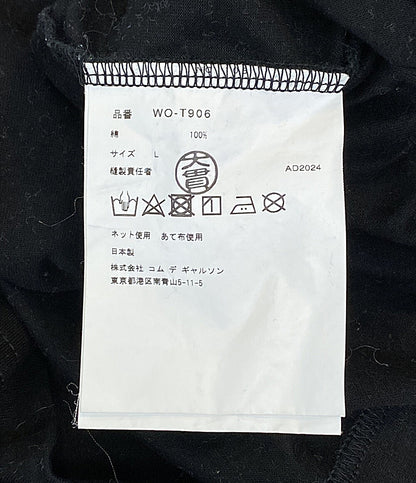 品番 WO-T906
綿 100%
サイズ L
縫製責任者 大貫 AD2024
ネット使用 あて布使用
日本製
株式会社 コム デ ギャルソン
東京都港区南青山5-11-5